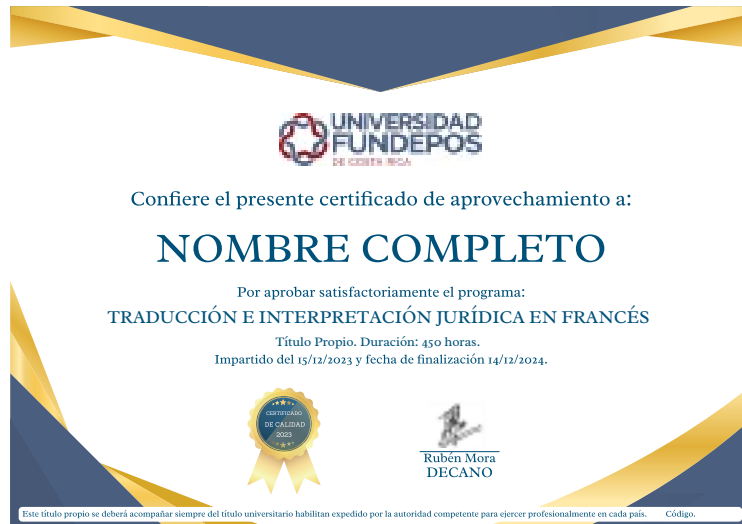 UNIVERSIDAD
FUNDEPOS
DE COSTA RICA
Confiere el presente certificado de aprovechamiento a:
NOMBRE COMPLETO
Por aprobar satisfactoriamente el programa:
TRADUCCIÓN E INTERPRETACIÓN JURÍDICA EN FRANCÉS
Título Propio. Duración: 450 horas.
Impartido del 15/12/2023 y fecha de finalización 14/12/2024.
CERTIFICADO
DE CALIDAD
2023
Rubén Mora
DECANO
Este título propio se deberá acompañar siempre del título universitario habilitan expedido por la autoridad competente para ejercer profesionalmente en cada país. Código.